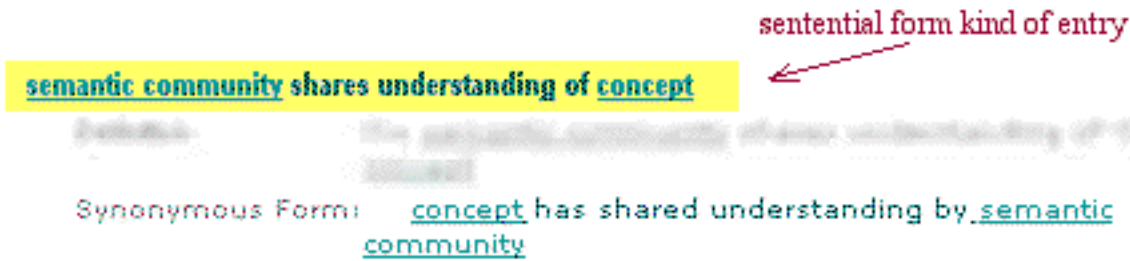 sentential form kind of entry
semantic community shares understanding of concept
Synonymous Form: concept has shared understanding by semantic
community